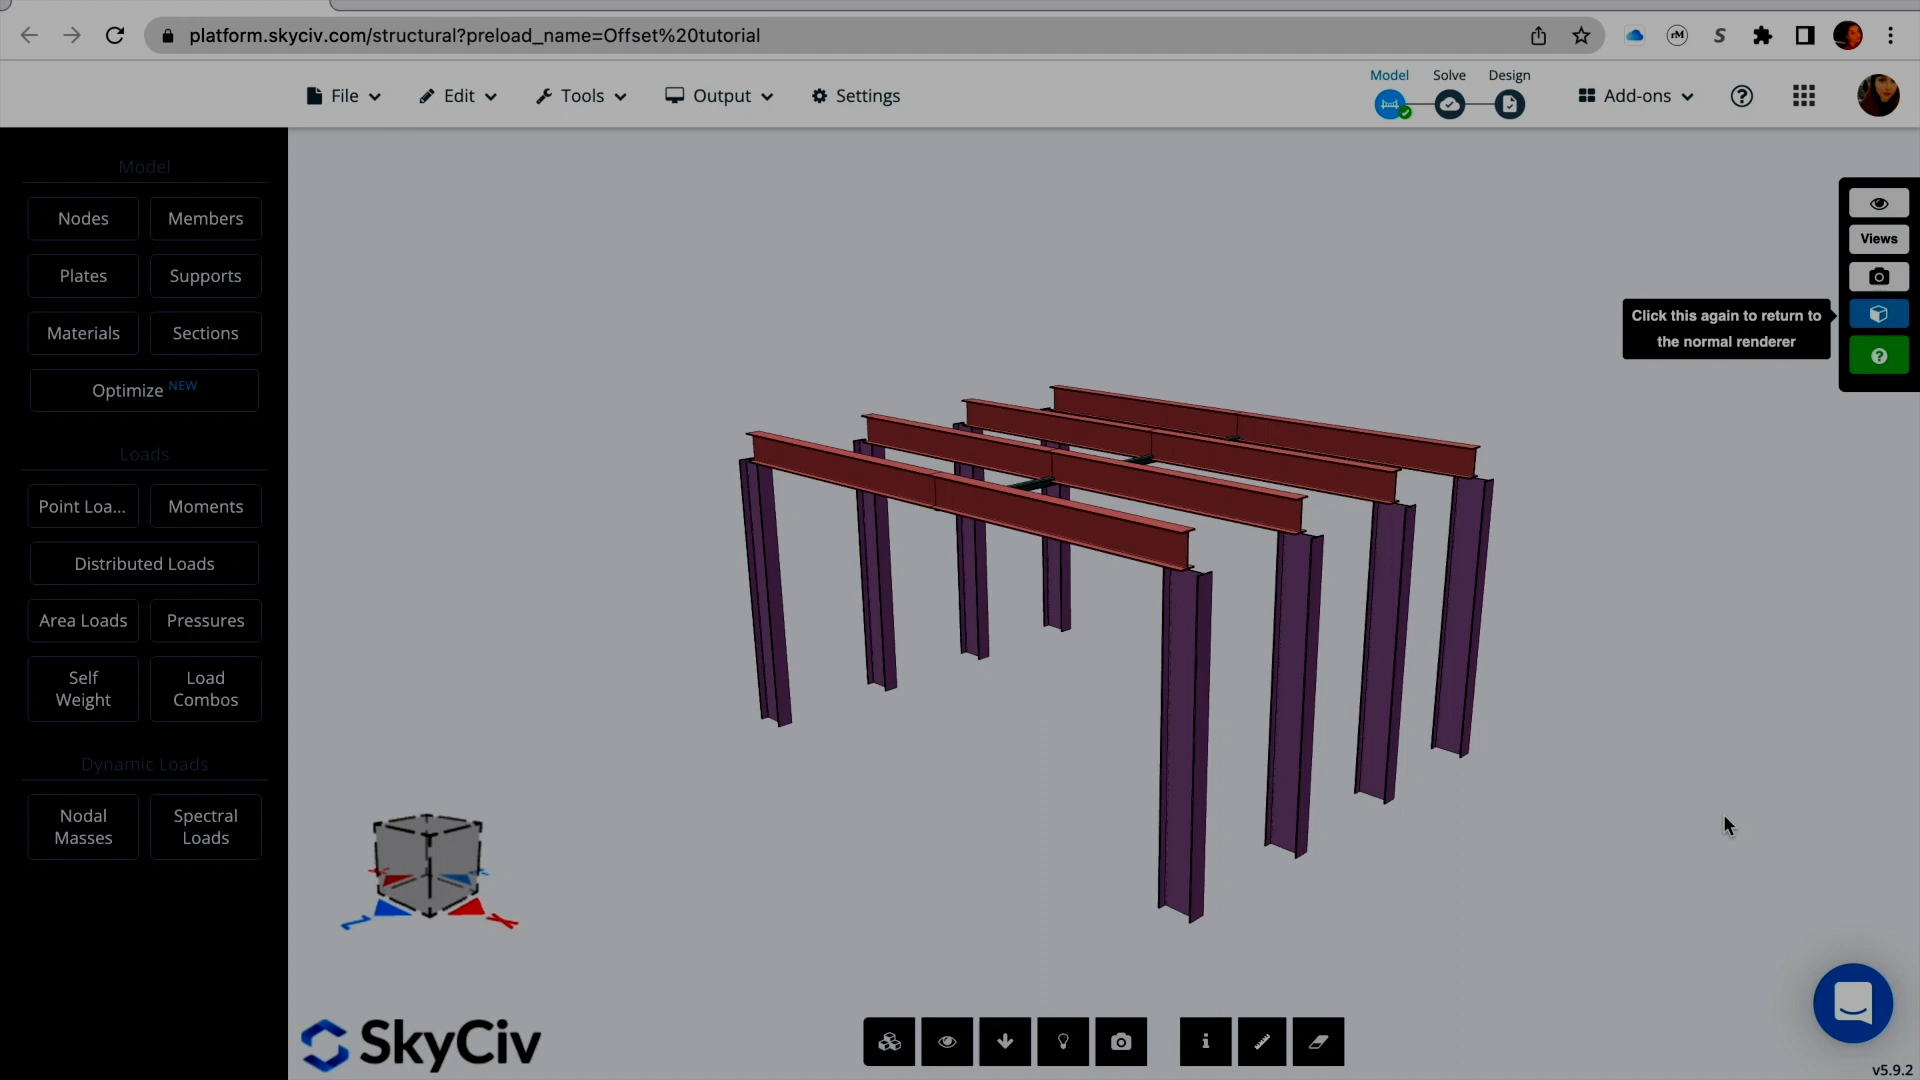 platform.skyciv.com/structural?preload_name=Offset%20tutorial
rM
S
File
Edit
Tools
Output
Settings
Model
Solve
Design
Add-ons
Model
Nodes
Members
Plates
Supports
Materials
Sections
Optimize NEW
Loads
Point Loa...
Moments
Distributed Loads
Area Loads
Pressures
Self
Weight
Load
Combos
Dynamic Loads
Nodal
Masses
Spectral
Loads
Views
Click this again to return to
the normal renderer
SkyCiv
v5.9.2